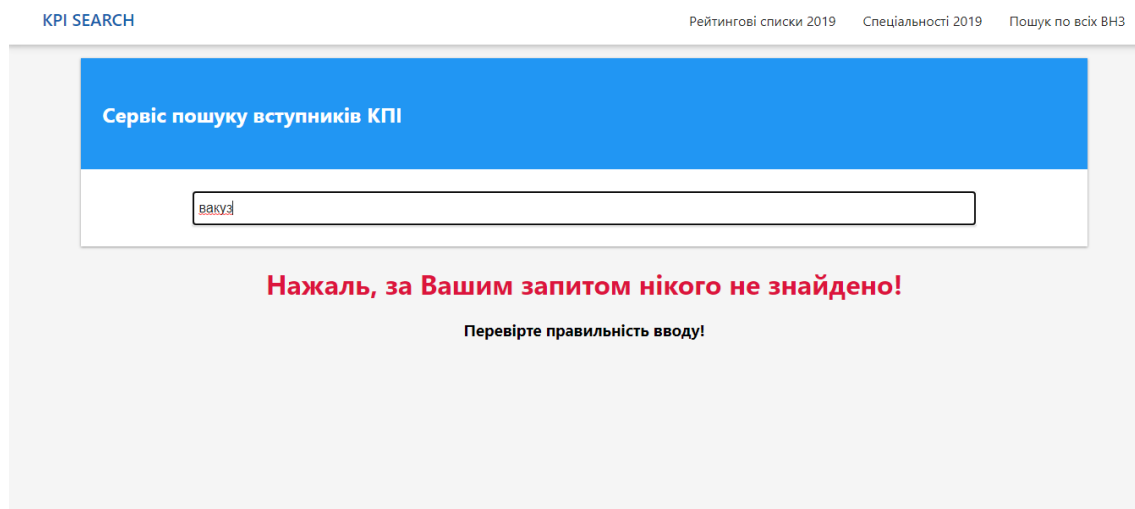 KPI SEARCH
Рейтингові списки 2019 Спеціальності 2019 Пошук по всіх ВНЗ
Сервіс пошуку вступників КПІ
вакуз
Нажаль, за Вашим запитом нікого не знайдено!
Перевірте правильність вводу!